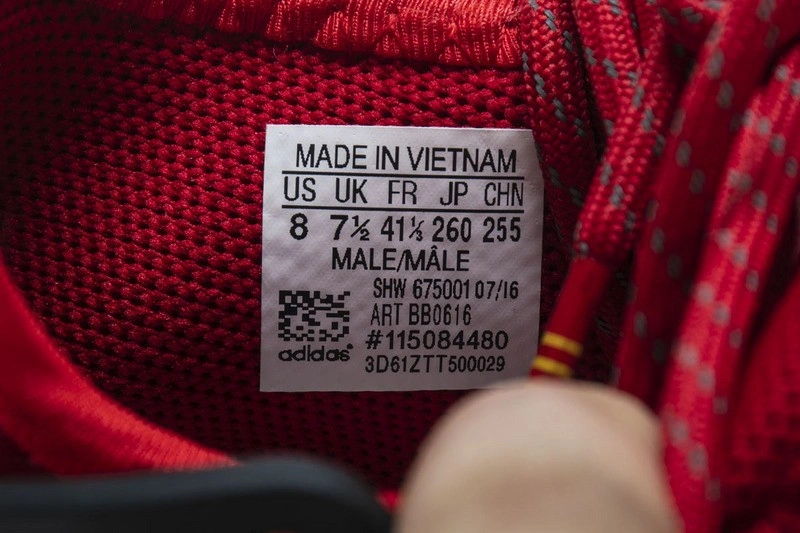 MADE IN VIETNAM
US UK FR JP CHN
8 7½ 41⅓ 260 255
MALE/MÂLE
SHW 675001 07/16
ART BB0616
#115084480
adidas®
3D61ZTT500029